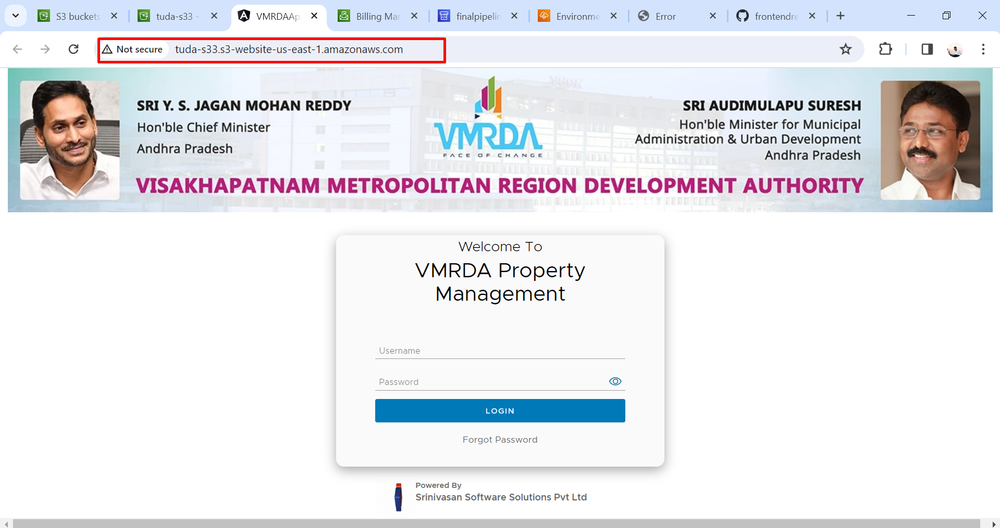 S3 buckets
tuda-s33 -
VMRDAAp
Billing Mar
finalpipelin
Environme
Error
frontendre
Not secure
tuda-s33.s3-website-us-east-1.amazonaws.com
SRI Y. S. JAGAN MOHAN REDDY
Hon'ble Chief Minister
Andhra Pradesh
VMRDA
FACE OF CHANGE
SRI AUDIMULAPU SURESH
Hon'ble Minister for Municipal
Administration & Urban Development
Andhra Pradesh
VISAKHAPATNAM METROPOLITAN REGION DEVELOPMENT AUTHORITY
Welcome To
VMRDA Property
Management
Username
Password
LOGIN
Forgot Password
Powered By
Srinivasan Software Solutions Pvt Ltd